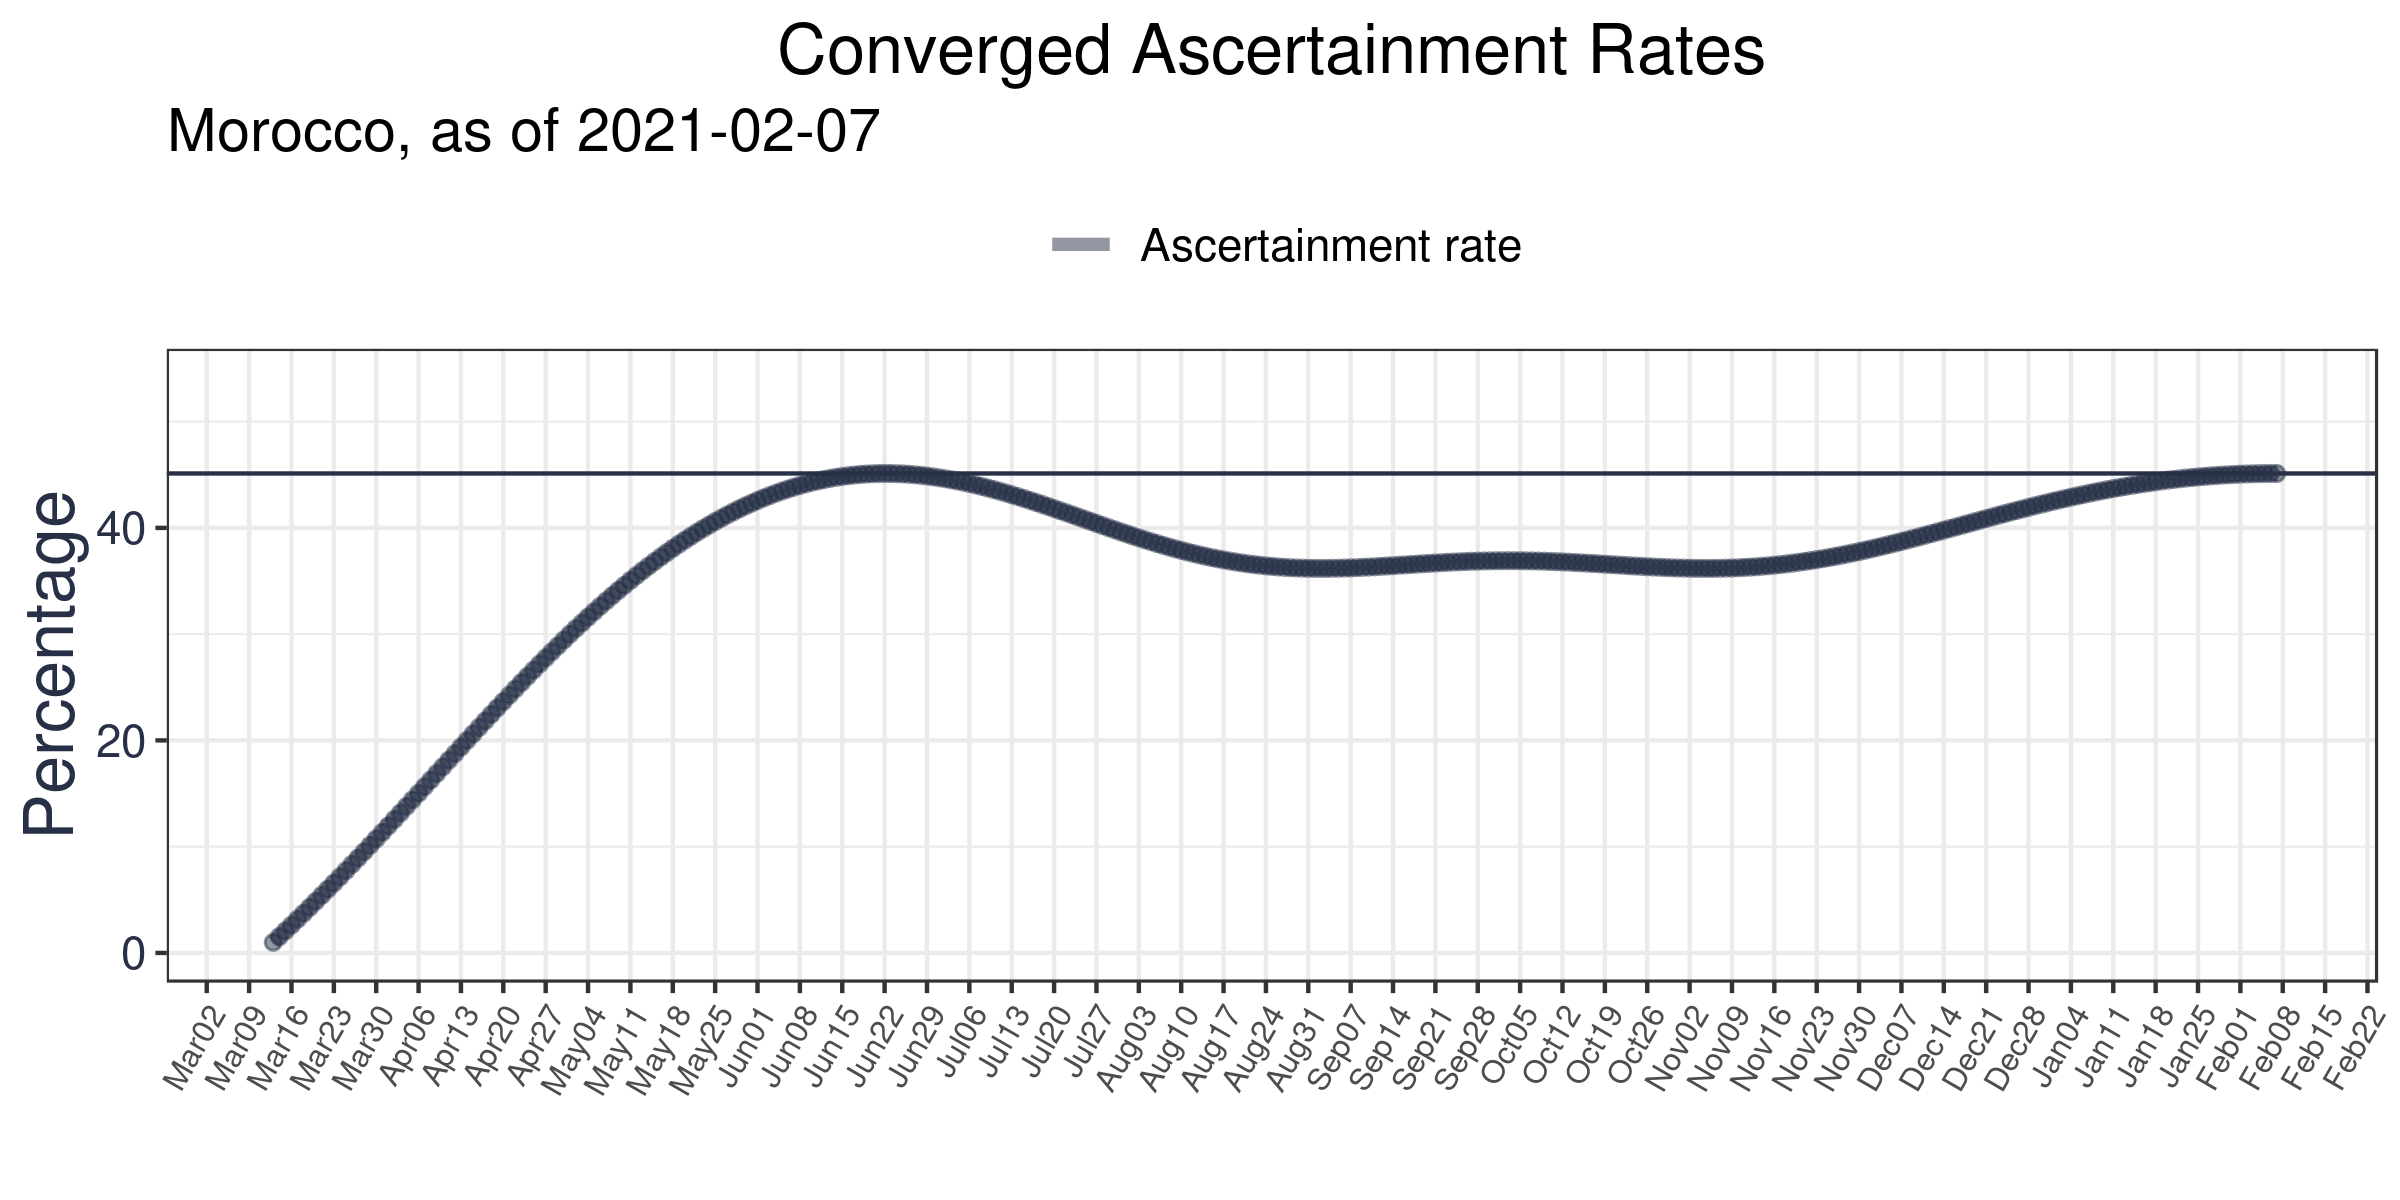 Converged Ascertainment Rates
Morocco, as of 2021-02-07
Ascertainment rate
Percentage
40
20
0
Mar02 Mar09 Mar16 Mar23 Mar30 Apr06 Apr13 Apr20 Apr27 May04 May11 May18 May25 Jun01 Jun08 Jun15 Jun22 Jun29 Jul06 Jul13 Jul20 Jul27 Aug03 Aug10 Aug17 Aug24 Aug31 Sep07 Sep14 Sep21 Sep28 Oct05 Oct12 Oct19 Oct26 Nov02 Nov09 Nov16 Nov23 Nov30 Dec07 Dec14 Dec21 Dec28 Jan04 Jan11 Jan18 Jan25 Feb01 Feb08 Feb15 Feb22